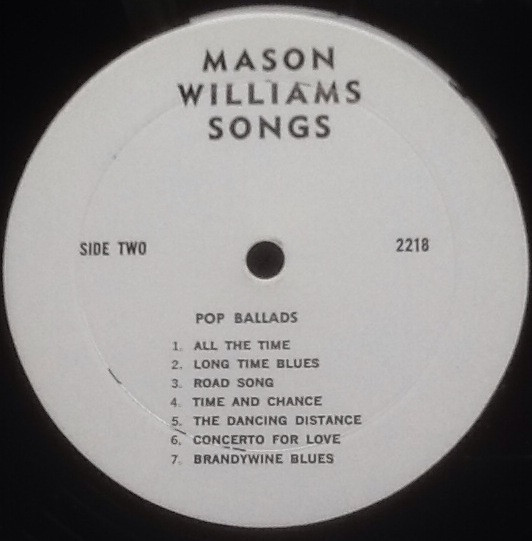 MASON
WILLIAMS
SONGS
SIDE TWO
2218
POP BALLADS
1. ALL THE TIME
2. LONG TIME BLUES
3. ROAD SONG
4. TIME AND CHANCE
5. THE DANCING DISTANCE
6. CONCERTO FOR LOVE
7. BRANDYWINE BLUES